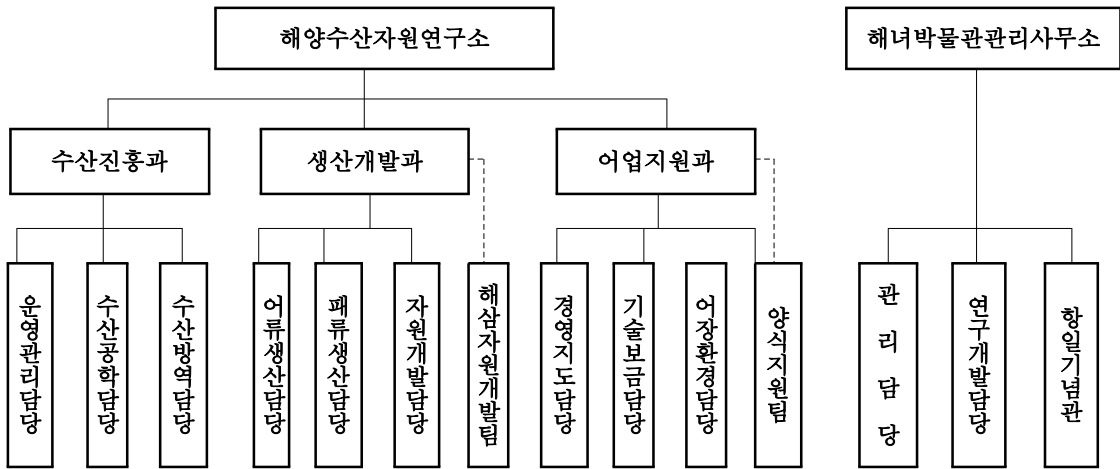 해양수산자원연구소
해녀박물관관리사무소
수산진흥과
생산개발과
어업지원과
운영관리담당
수산공학담당
수산방역담당
어류생산담당
패류생산담당
자원개발담당
해삼자원개발팀
경영지도담당
기술보금담당
어장환경담당
양식지원팀
관리담당
연구개발담당
항일기념관